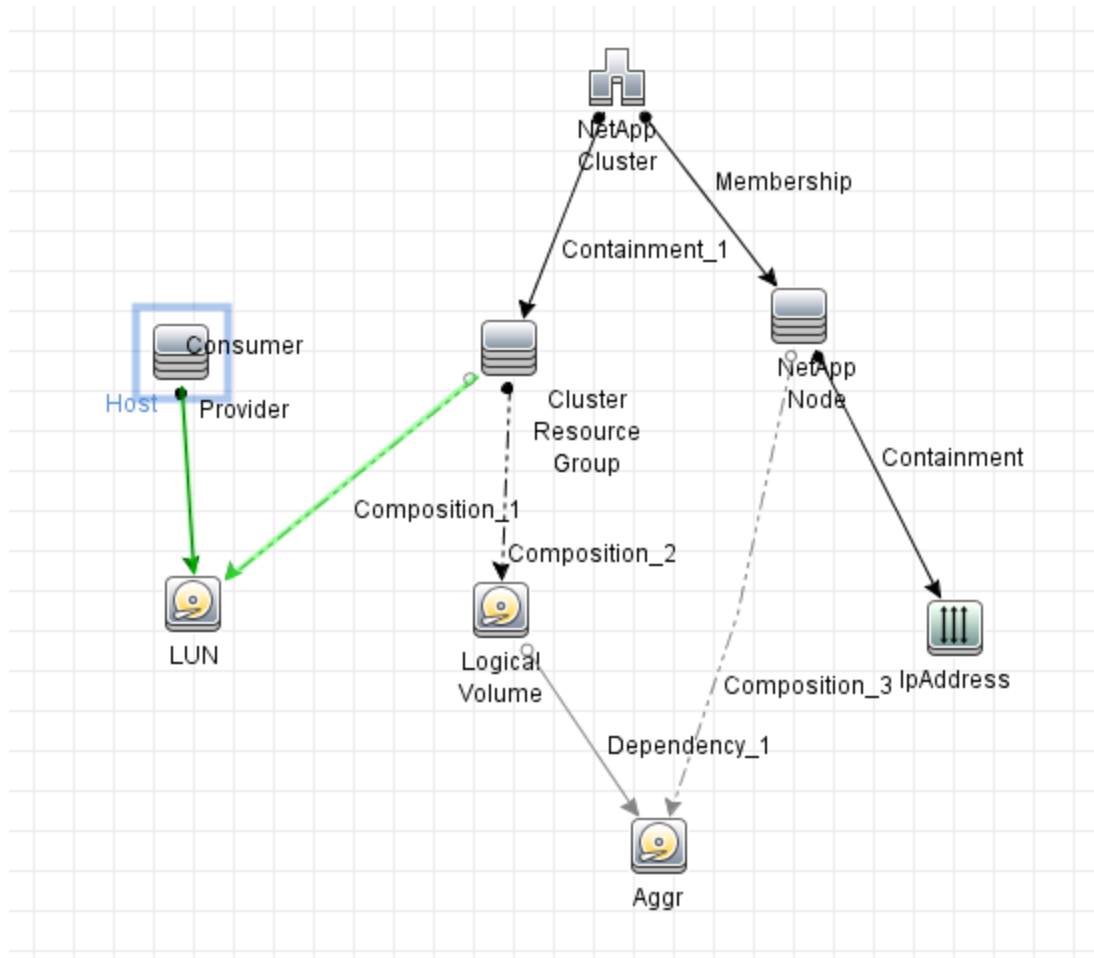 NetApp
Cluster
Membership
Containment_1
Consumer
Host
Provider
NetApp
Node
Cluster
Resource
Group
Containment
Composition_1
Composition_2
LUN
Logical
Volume
Composition_3
IpAddress
Dependency_1
Aggr